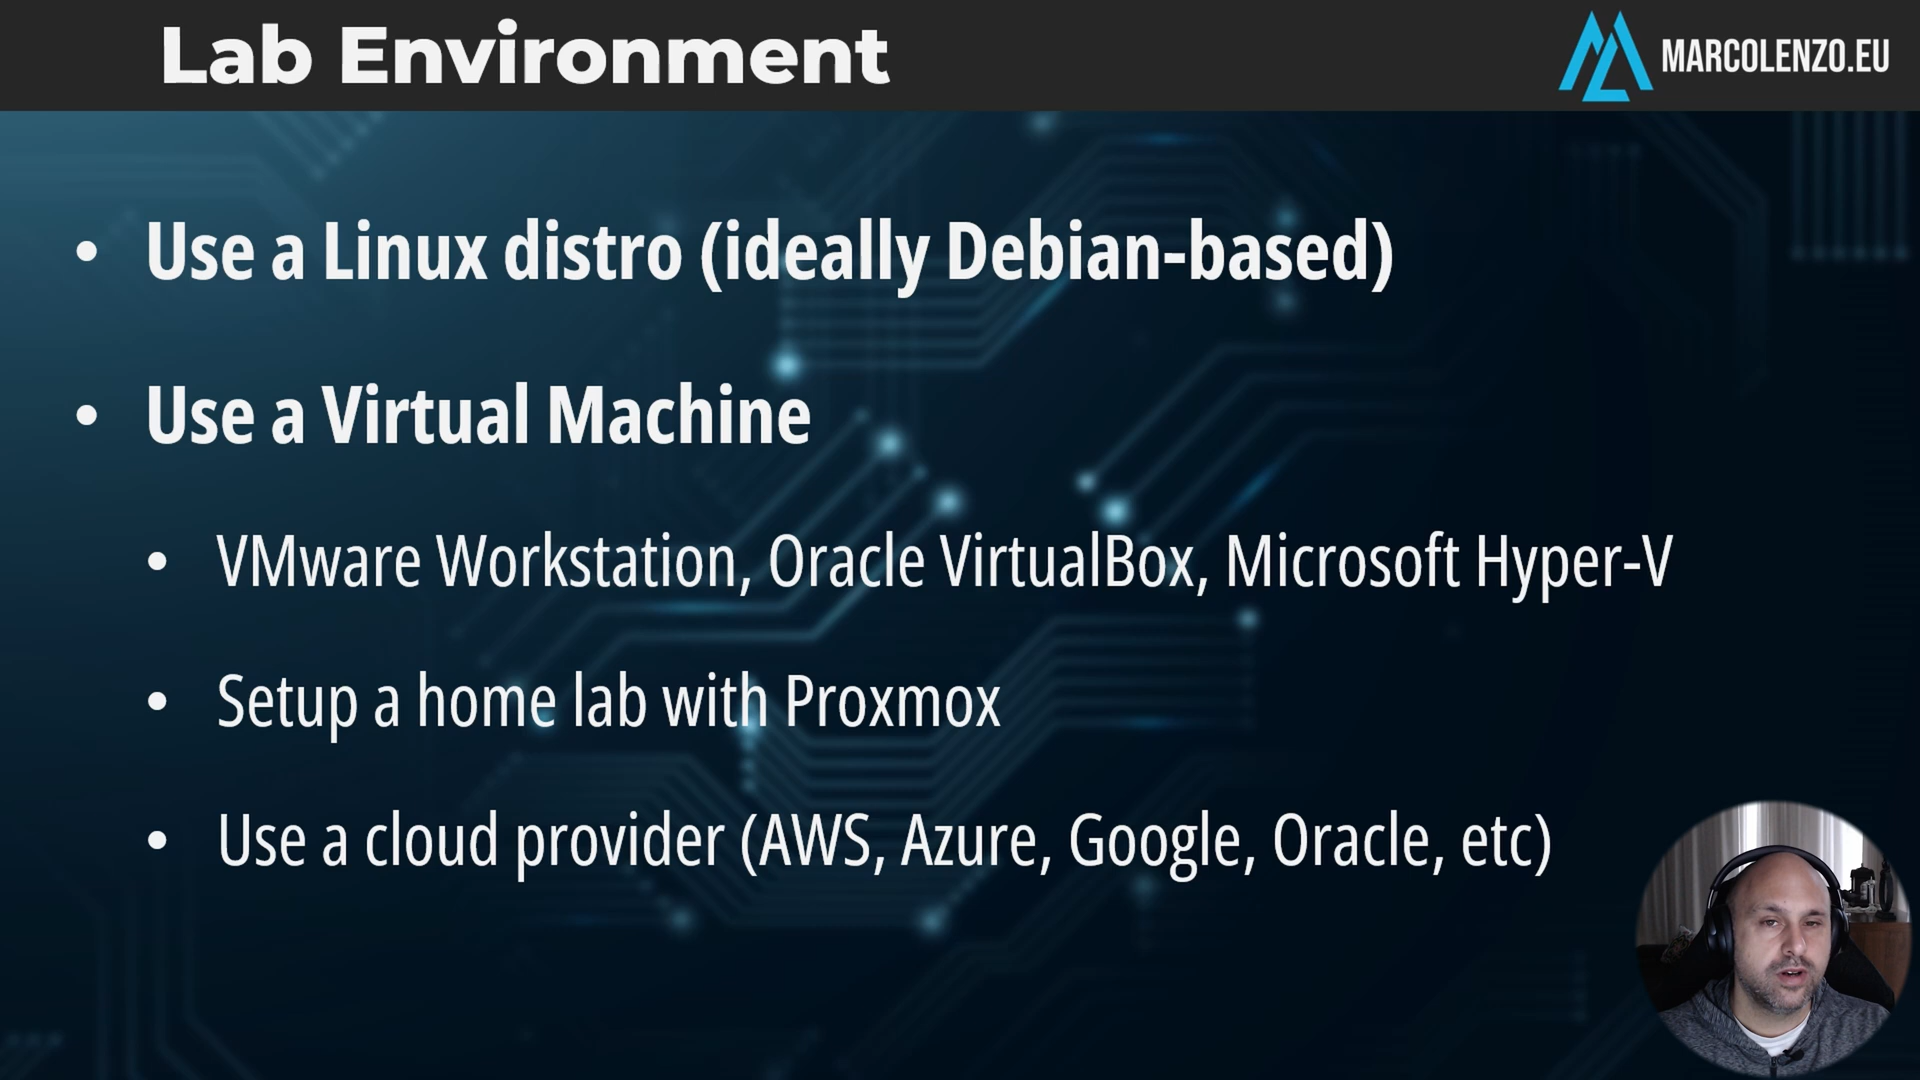 Lab Environment
MARCOLENZO.EU
• Use a Linux distro (ideally Debian-based)
• Use a Virtual Machine
• VMware Workstation, Oracle VirtualBox, Microsoft Hyper-V
• Setup a home lab with Proxmox
• Use a cloud provider (AWS, Azure, Google, Oracle, etc)